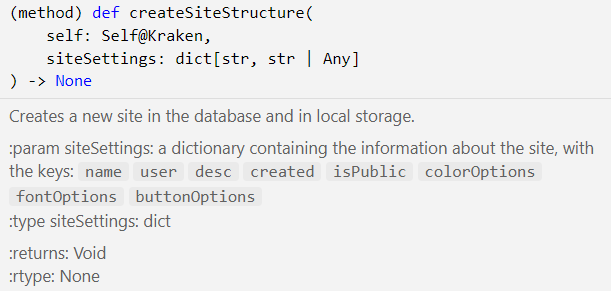 (method) def createSiteStructure(
    self: Self@Kraken,
    siteSettings: dict[str, str | Any]
) -> None
Creates a new site in the database and in local storage.
:param siteSettings: a dictionary containing the information about the site, with
the keys: name user desc created isPublic colorOptions
fontOptions buttonOptions
:type siteSettings: dict
:returns: Void
:rtype: None